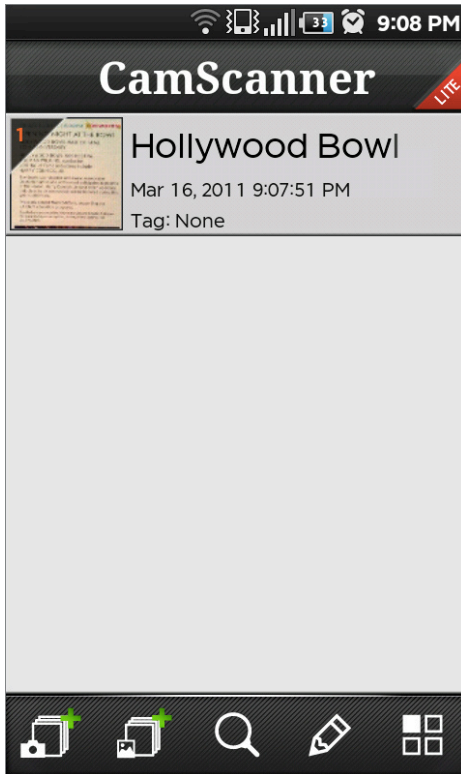 33 9:08 PM
CamScanner
LITE
1
Hollywood Bowl
Mar 16, 2011 9:07:51 PM
Tag: None